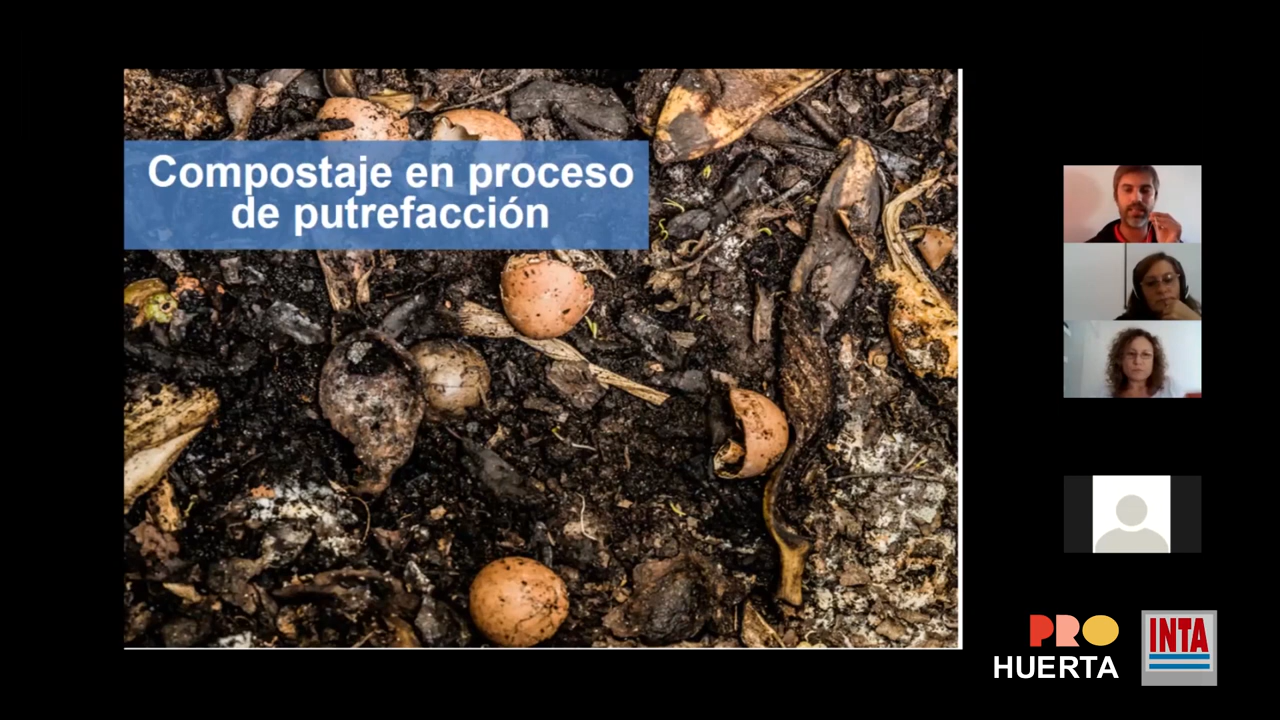 Compostaje en proceso
de putrefacción
PRO
HUERTA
INTA